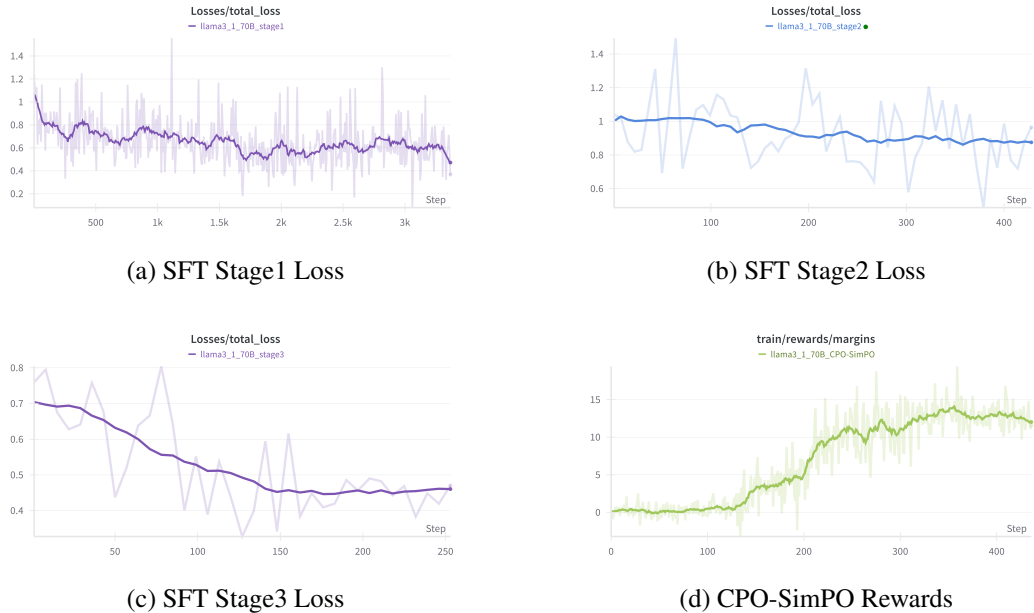 Losses/total_loss
llama3_1_70B_stage1
1.4
1.2
1
0.8
0.6
0.4
0.2
Step
500
1k
1.5k
2k
2.5k
3k
(a) SFT Stage1 Loss
Losses/total_loss
llama3_1_70B_stage2
1.4
1.2
1
0.8
0.6
Step
100
200
300
400
(b) SFT Stage2 Loss
Losses/total_loss
llama3_1_70B_stage3
0.8
0.7
0.6
0.5
0.4
Step
50
100
150
200
250
(c) SFT Stage3 Loss
train/rewards/margins
llama3_1_70B_CPO-SimPO
15
10
5
0
Step
0
100
200
300
400
(d) CPO-SimPO Rewards